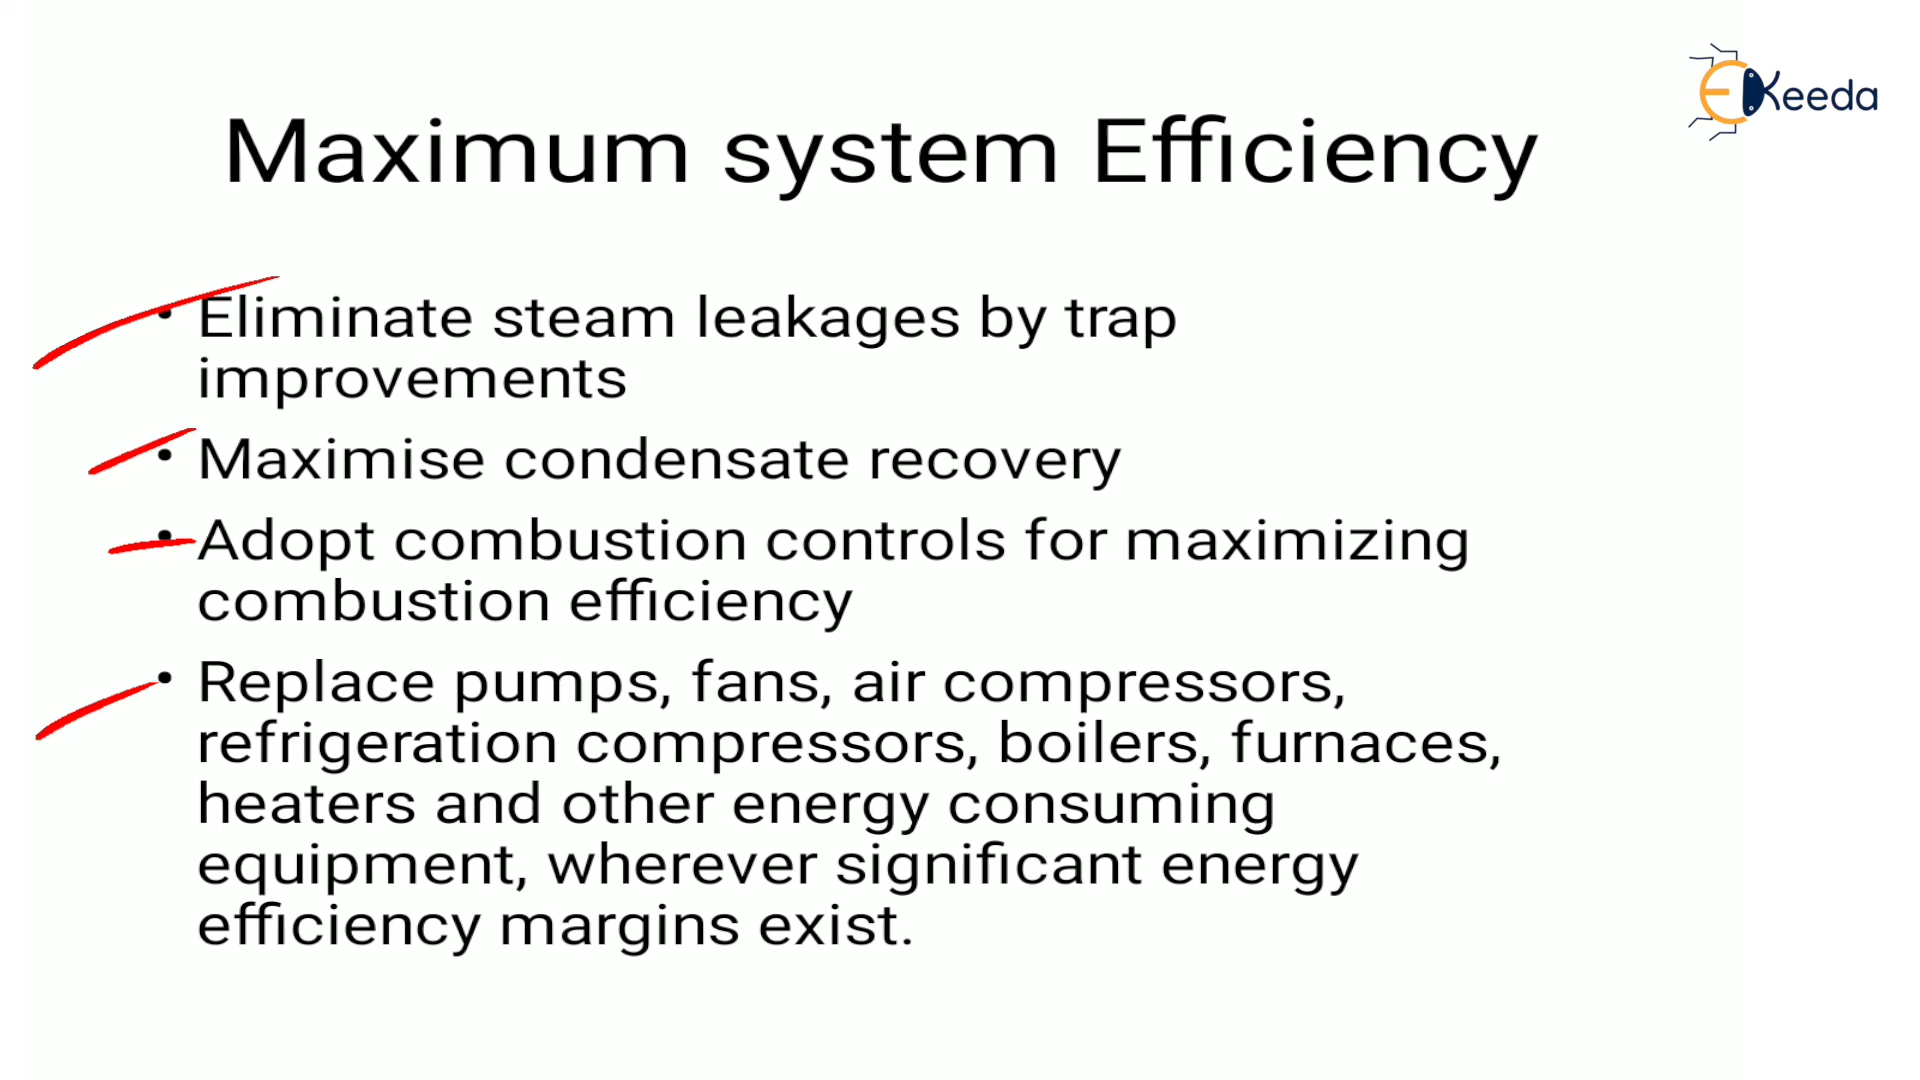 EKeeda
Maximum system Efficiency
• Eliminate steam leakages by trap
improvements
• Maximise condensate recovery
• Adopt combustion controls for maximizing
combustion efficiency
• Replace pumps, fans, air compressors,
refrigeration compressors, boilers, furnaces,
heaters and other energy consuming
equipment, wherever significant energy
efficiency margins exist.